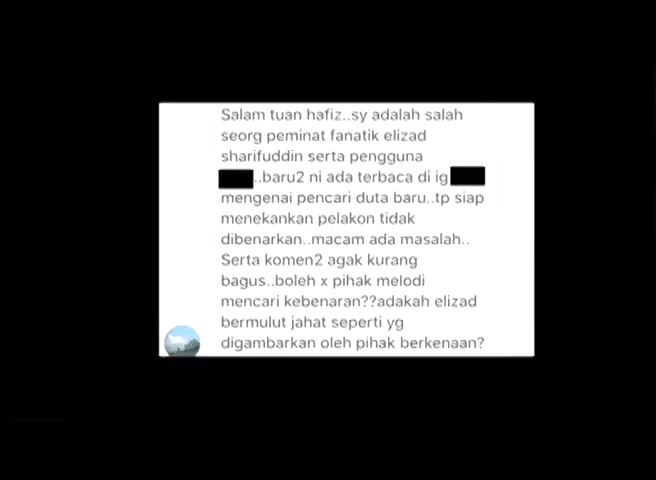 Salam tuan hafiz..sy adalah salah
seorg peminat fanatik elizad
sharifuddin serta pengguna
..baru2 ni ada terbaca di ig
mengenai pencari duta baru..tp siap
menekankan pelakon tidak
dibenarkan..macam ada masalah..
Serta komen2 agak kurang
bagus..boleh x pihak melodi
mencari kebenaran??adakah elizad
bermulut jahat seperti yg
digambarkan oleh pihak berkenaan?